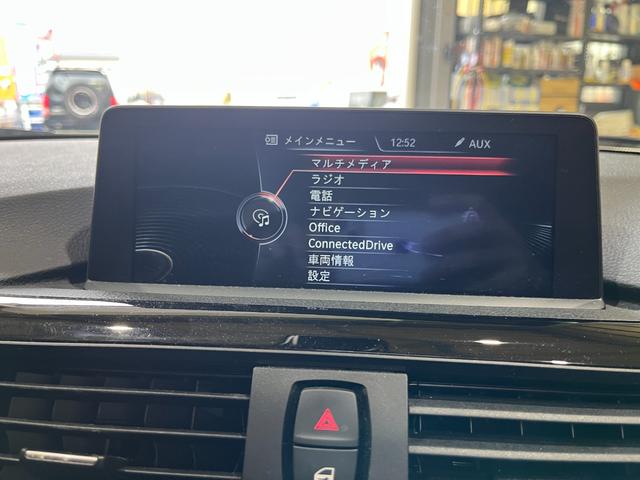 メインメニュー 12:52 AUX
マルチメディア
ラジオ
電話
ナビゲーション
Office
ConnectedDrive
車両情報
設定